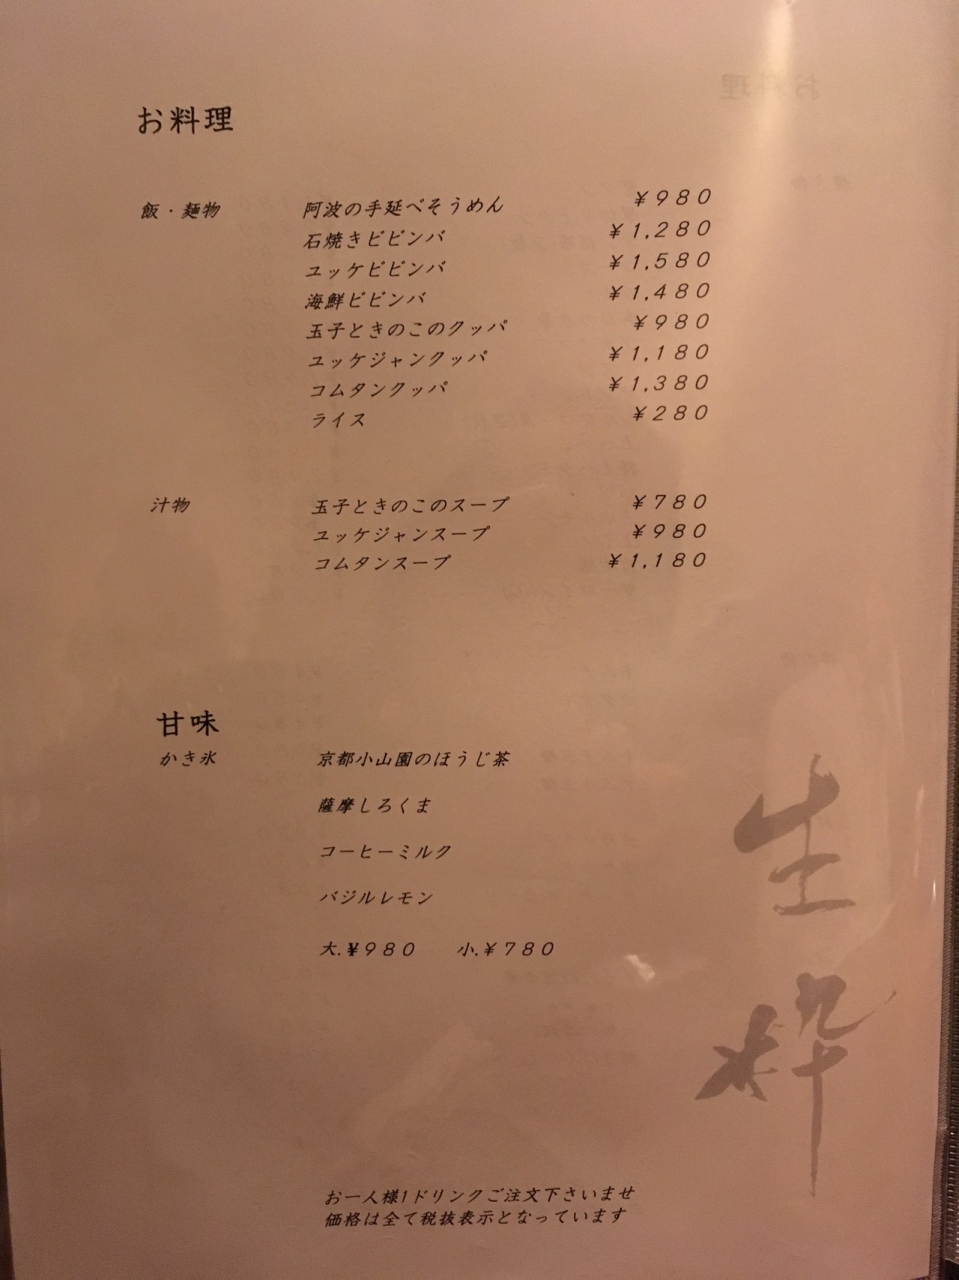 お料理
飯・麺物 阿波の手延べそうめん ￥980
石焼きビビンバ ￥1,280
ユッケビビンバ ￥1,580
海鮮ビビンバ ￥1,480
玉子ときのこのクッパ ￥980
ユッケジャンクッパ ￥1,180
コムタンクッパ ￥1,380
ライス ￥280
汁物 玉子ときのこのスープ ￥780
ユッケジャンスープ ￥980
コムタンスープ ￥1,180
甘味
かき氷 京都小山園のほうじ茶
薩摩しろくま
コーヒーミルク
バジルレモン
大.¥980 小.￥780
生粋
お一人様1ドリンクご注文下さいませ
価格は全て税抜表示となっています